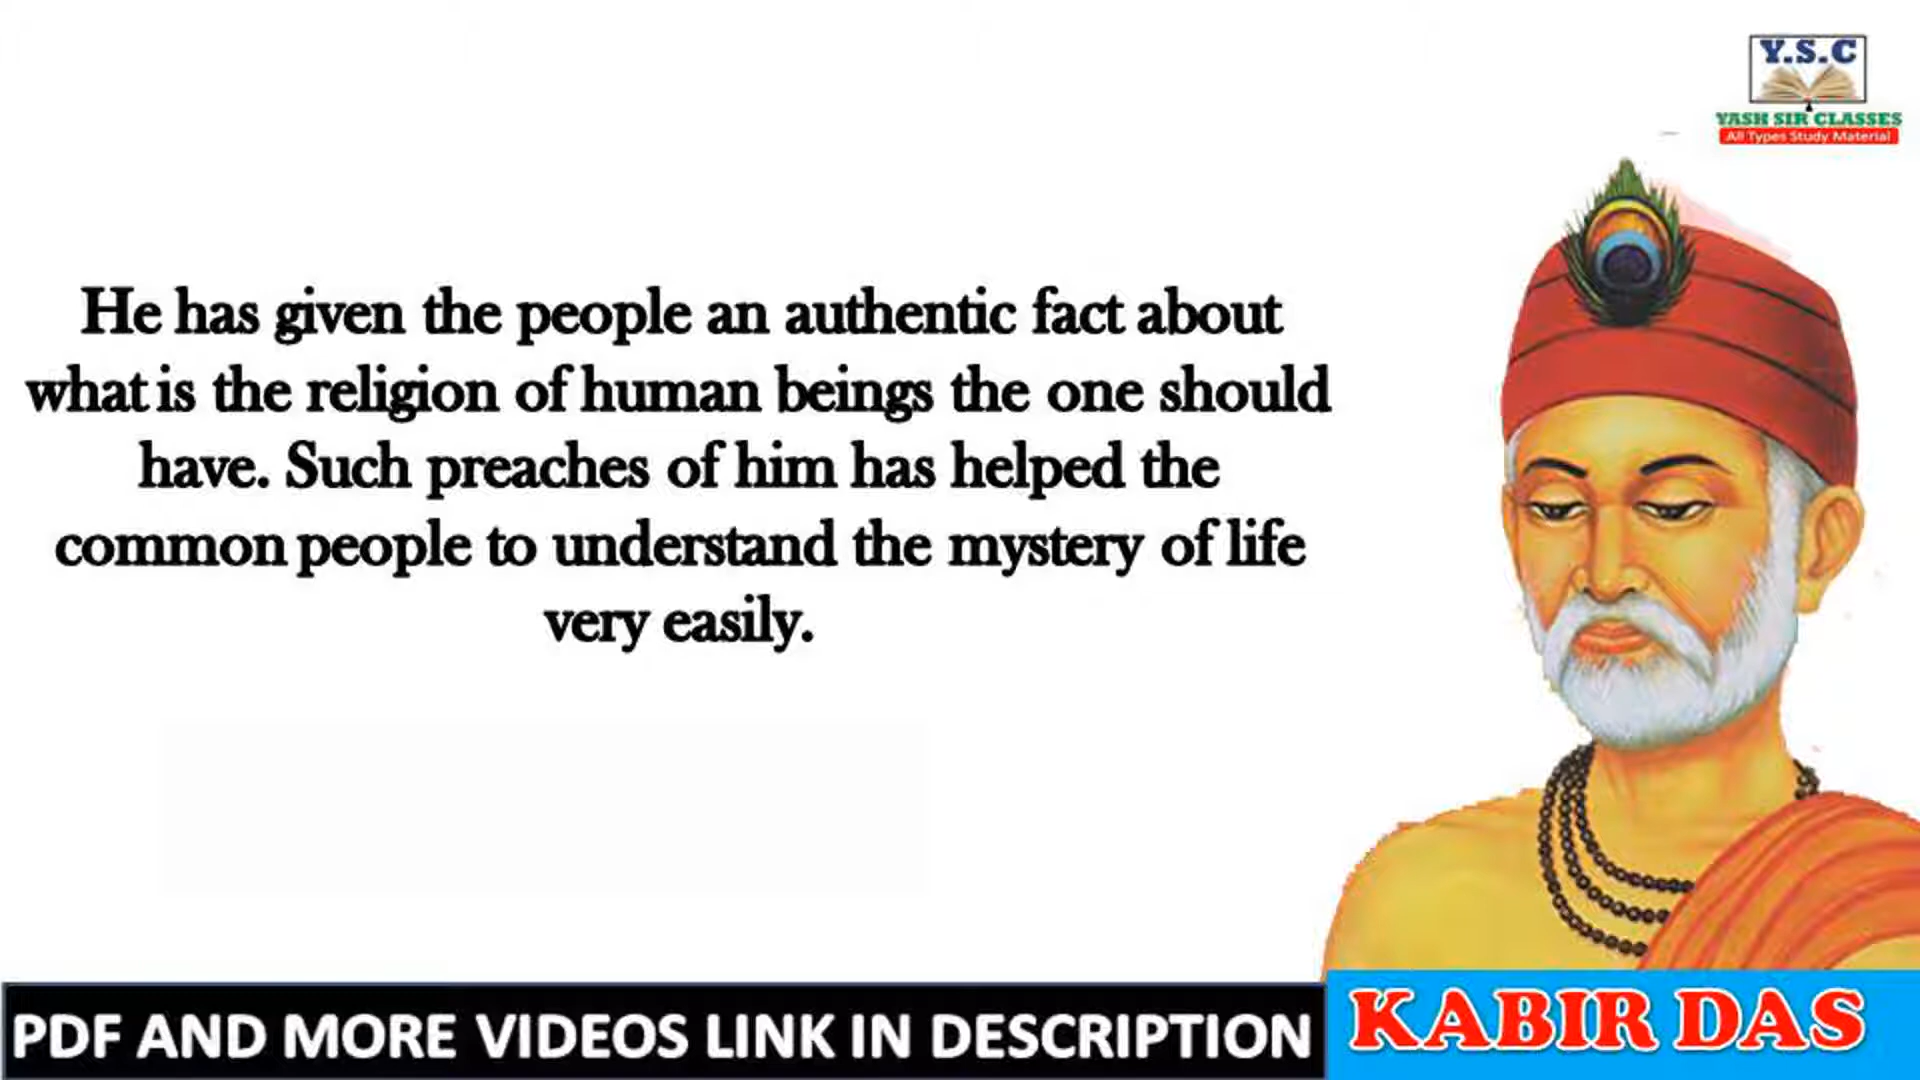 Y.S.C
YASH SIR CLASSES
All Types Study Material
He has given the people an authentic fact about
what is the religion of human beings the one should
have. Such preaches of him has helped the
common people to understand the mystery of life
very easily.
PDF AND MORE VIDEOS LINK IN DESCRIPTION
KABIR DAS